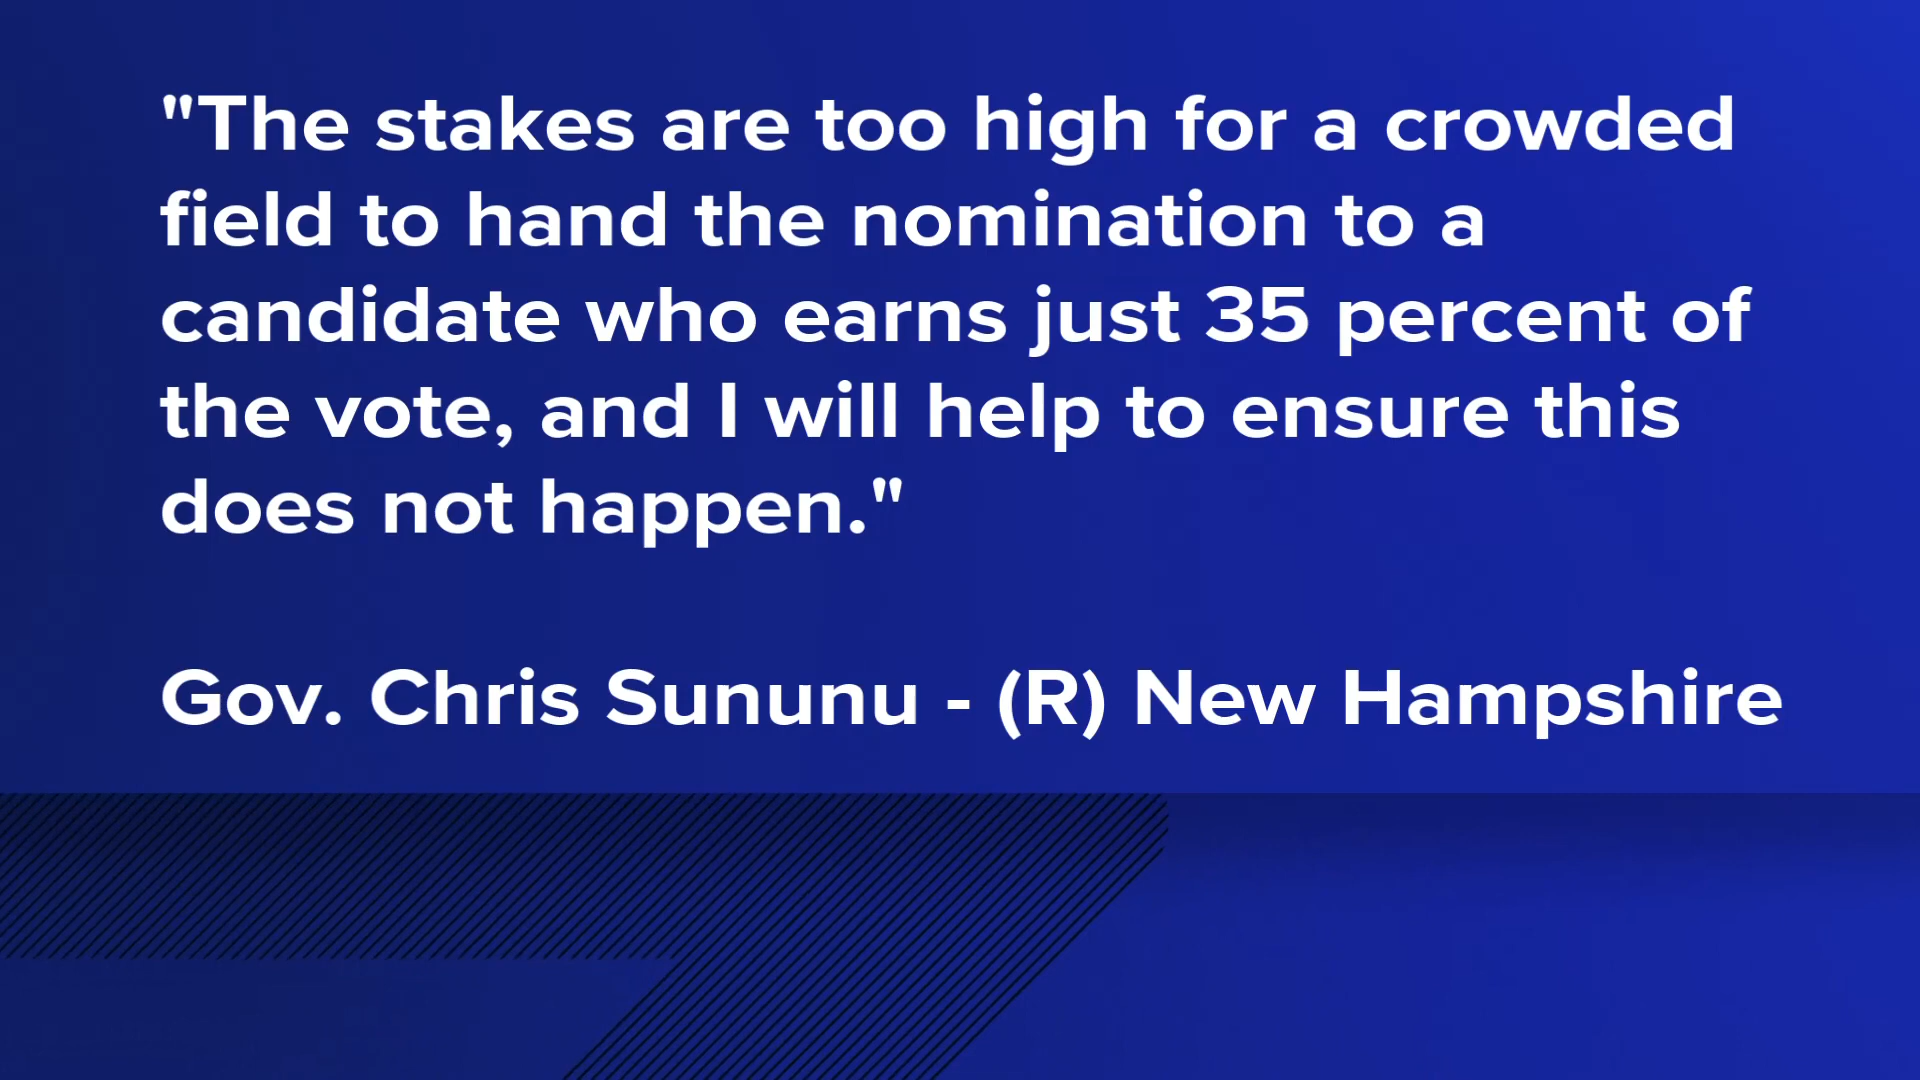 "The stakes are too high for a crowded
field to hand the nomination to a
candidate who earns just 35 percent of
the vote, and I will help to ensure this
does not happen."
Gov. Chris Sununu - (R) New Hampshire